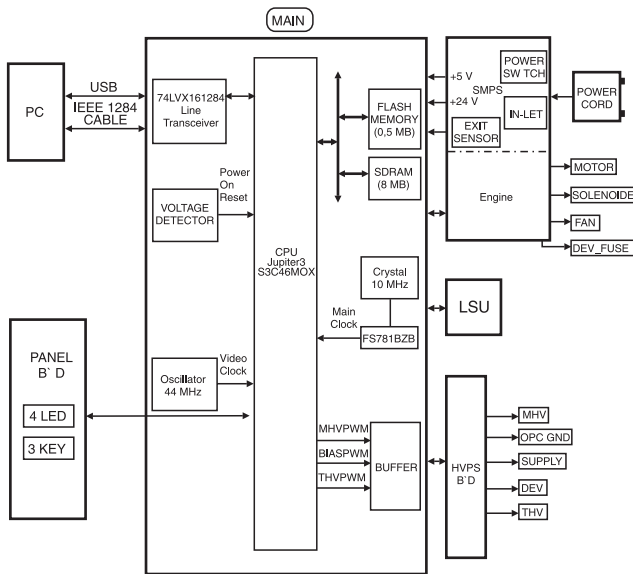 MAIN
PC
USB
IEEE 1284
CABLE
74LVX161284
Line
Transceiver
VOLTAGE
DETECTOR
Power
On
Reset
CPU
Jupiter3
S3C46MOX
FLASH
MEMORY
(0,5 MB)
SDRAM
(8 MB)
+5 V
SMPS
+24 V
POWER
SW TCH
IN-LET
EXIT
SENSOR
Engine
POWER
CORD
MOTOR
SOLENOIDE
FAN
DEV_FUSE
Crystal
10 MHz
Main
Clock
FS781BZB
LSU
PANEL
B`D
4 LED
3 KEY
Oscillator
44 MHz
Video
Clock
MHVPWM
BIASPWM
THVPWM
BUFFER
HVPS
B`D
MHV
OPC GND
SUPPLY
DEV
THV